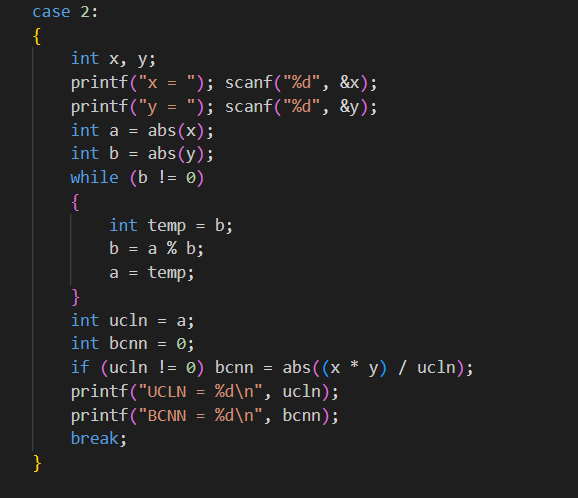 case 2:
{
int x, y;
printf("x = "); scanf("%d", &x);
printf("y = "); scanf("%d", &y);
int a = abs(x);
int b = abs(y);
while (b != 0)
{
int temp = b;
b = a % b;
a = temp;
}
int ucln = a;
int bcnn = 0;
if (ucln != 0) bcnn = abs((x * y) / ucln);
printf("UCLN = %d\n", ucln);
printf("BCNN = %d\n", bcnn);
break;
}